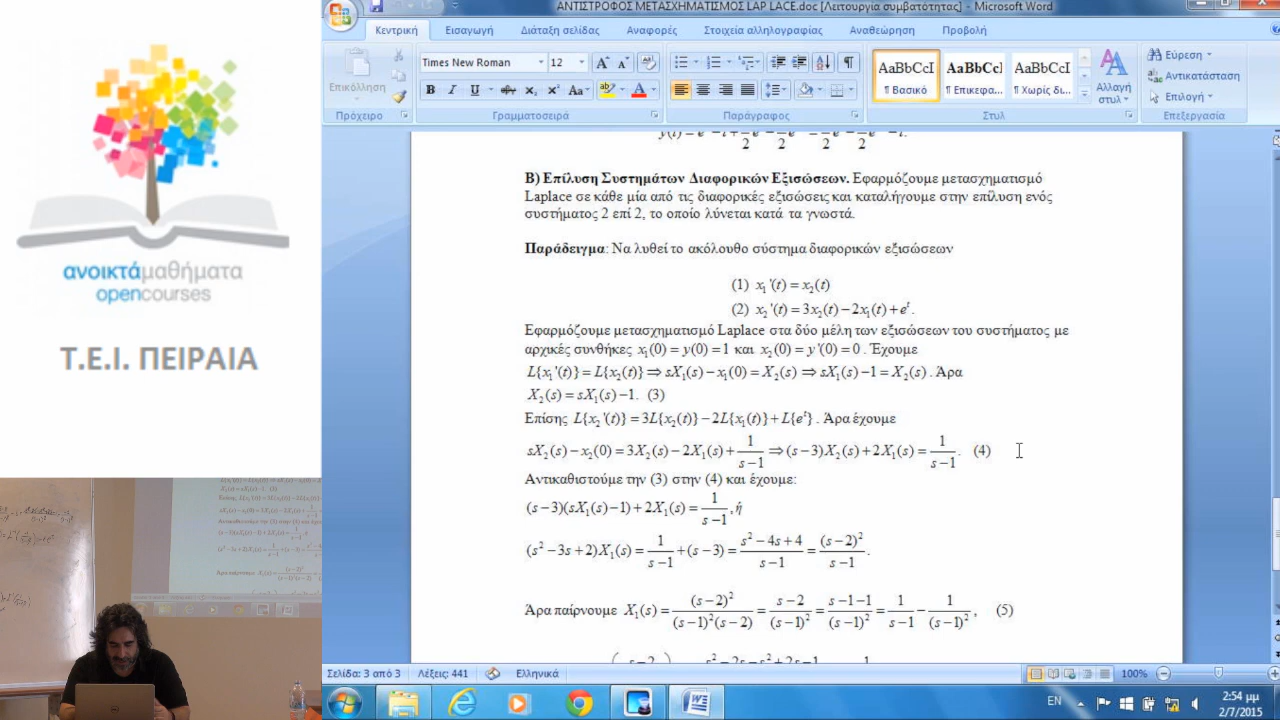 ΑΝΤΙΣΤΡΟΦΟΣ ΜΕΤΑΣΧΗΜΑΤΙΣΜΟΣ LAP LACE.doc [Λειτουργία συμβατότητας] - Microsoft Word
Κεντρική Εισαγωγή Διάταξη σελίδας Αναφορές Στοιχεία αλληλογραφίας Αναθεώρηση Προβολή
Επικόλληση
Times New Roman 12
AaBbCcI AaBbCcI AaBbCcI
¶ Βασικό ¶ Επικεφα... ¶ Χωρίς δι...
Αλλαγή στυλ
Εύρεση
Αντικατάσταση
Επιλογή
Πρόχειρο Γραμματοσειρά Παράγραφος Στυλ Επεξεργασία
ανοικτάμαθήματα
opencourses
Τ.Ε.Ι. ΠΕΙΡΑΙΑ
Β) Επίλυση Συστημάτων Διαφορικών Εξισώσεων. Εφαρμόζουμε μετασχηματισμό
Laplace σε κάθε μία από τις διαφορικές εξισώσεις και καταλήγουμε στην επίλυση ενός
συστήματος 2 επί 2, το οποίο λύνεται κατά τα γνωστά.
Παράδειγμα: Να λυθεί το ακόλουθο σύστημα διαφορικών εξισώσεων
(1) x₁'(t) = x₂(t)
(2) x₂'(t) = 3x₂(t) − 2x₁(t) + eᵗ.
Εφαρμόζουμε μετασχηματισμό Laplace στα δύο μέλη των εξισώσεων του συστήματος με
αρχικές συνθήκες x₁(0) = y(0) = 1 και x₂(0) = y'(0) = 0. Έχουμε
L{x₁'(t)} = L{x₂(t)} ⇒ sX₁(s) − x₁(0) = X₂(s) ⇒ sX₁(s) − 1 = X₂(s). Άρα
X₂(s) = sX₁(s) − 1. (3)
Επίσης L{x₂'(t)} = 3L{x₂(t)} − 2L{x₁(t)} + L{eᵗ}. Άρα έχουμε
sX₂(s) − x₂(0) = 3X₂(s) − 2X₁(s) + 1/(s−1) ⇒ (s−3)X₂(s) + 2X₁(s) = 1/(s−1). (4)
Αντικαθιστούμε την (3) στην (4) και έχουμε:
(s−3)(sX₁(s)−1) + 2X₁(s) = 1/(s−1), ή
(s²−3s+2)X₁(s) = 1/(s−1) + (s−3) = (s²−4s+4)/(s−1) = (s−2)²/(s−1).
Άρα παίρνουμε X₁(s) = (s−2)²/((s−1)²(s−2)) = (s−2)/(s−1)² = (s−1−1)/(s−1)² = 1/(s−1) − 1/(s−1)², (5)
Σελίδα: 3 από 3 Λέξεις: 441 Ελληνικά 100%
EN 2:54 μμ
2/7/2015